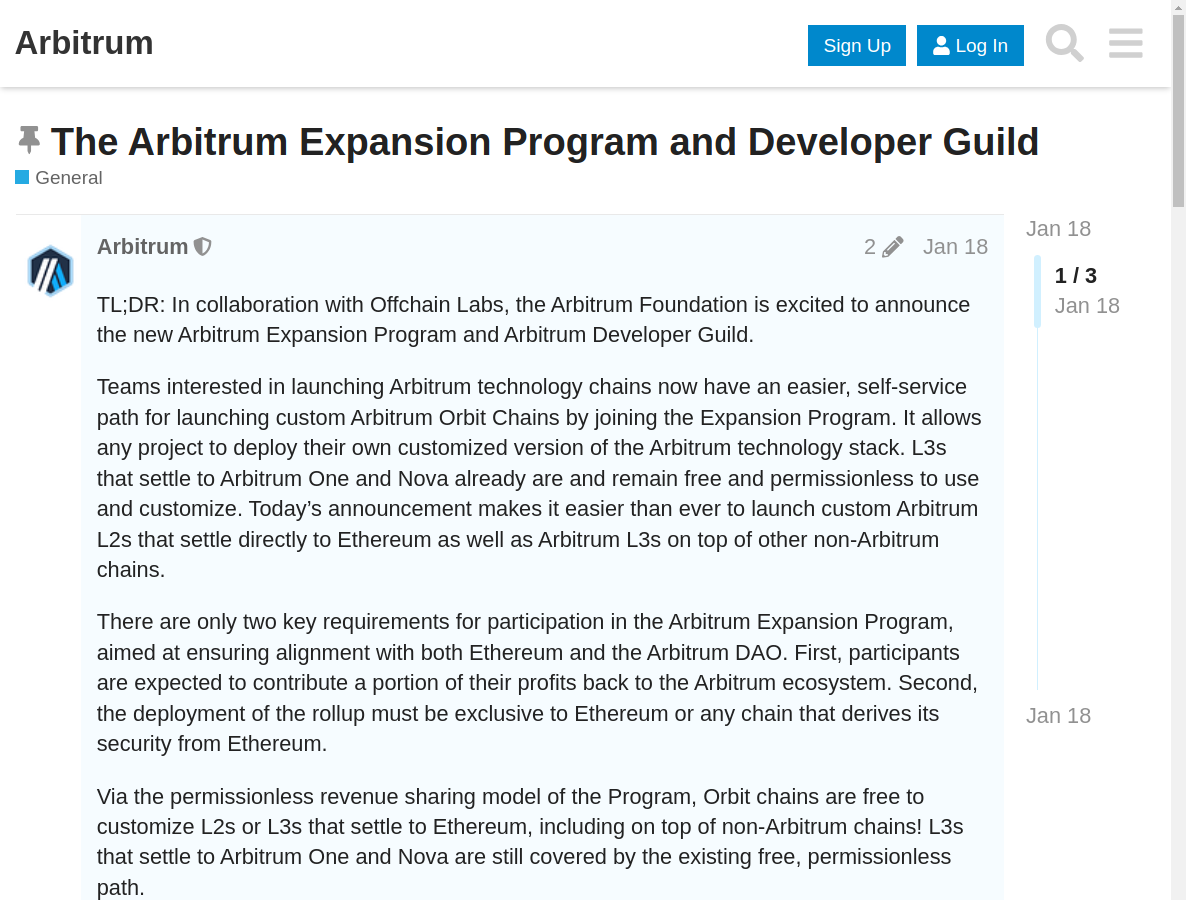 Arbitrum
Sign Up
Log In
The Arbitrum Expansion Program and Developer Guild
General
Arbitrum
2
Jan 18
TL;DR: In collaboration with Offchain Labs, the Arbitrum Foundation is excited to announce
the new Arbitrum Expansion Program and Arbitrum Developer Guild.
Teams interested in launching Arbitrum technology chains now have an easier, self-service
path for launching custom Arbitrum Orbit Chains by joining the Expansion Program. It allows
any project to deploy their own customized version of the Arbitrum technology stack. L3s
that settle to Arbitrum One and Nova already are and remain free and permissionless to use
and customize. Today’s announcement makes it easier than ever to launch custom Arbitrum
L2s that settle directly to Ethereum as well as Arbitrum L3s on top of other non-Arbitrum
chains.
There are only two key requirements for participation in the Arbitrum Expansion Program,
aimed at ensuring alignment with both Ethereum and the Arbitrum DAO. First, participants
are expected to contribute a portion of their profits back to the Arbitrum ecosystem. Second,
the deployment of the rollup must be exclusive to Ethereum or any chain that derives its
security from Ethereum.
Via the permissionless revenue sharing model of the Program, Orbit chains are free to
customize L2s or L3s that settle to Ethereum, including on top of non-Arbitrum chains! L3s
that settle to Arbitrum One and Nova are still covered by the existing free, permissionless
path.
Jan 18
1 / 3
Jan 18
Jan 18